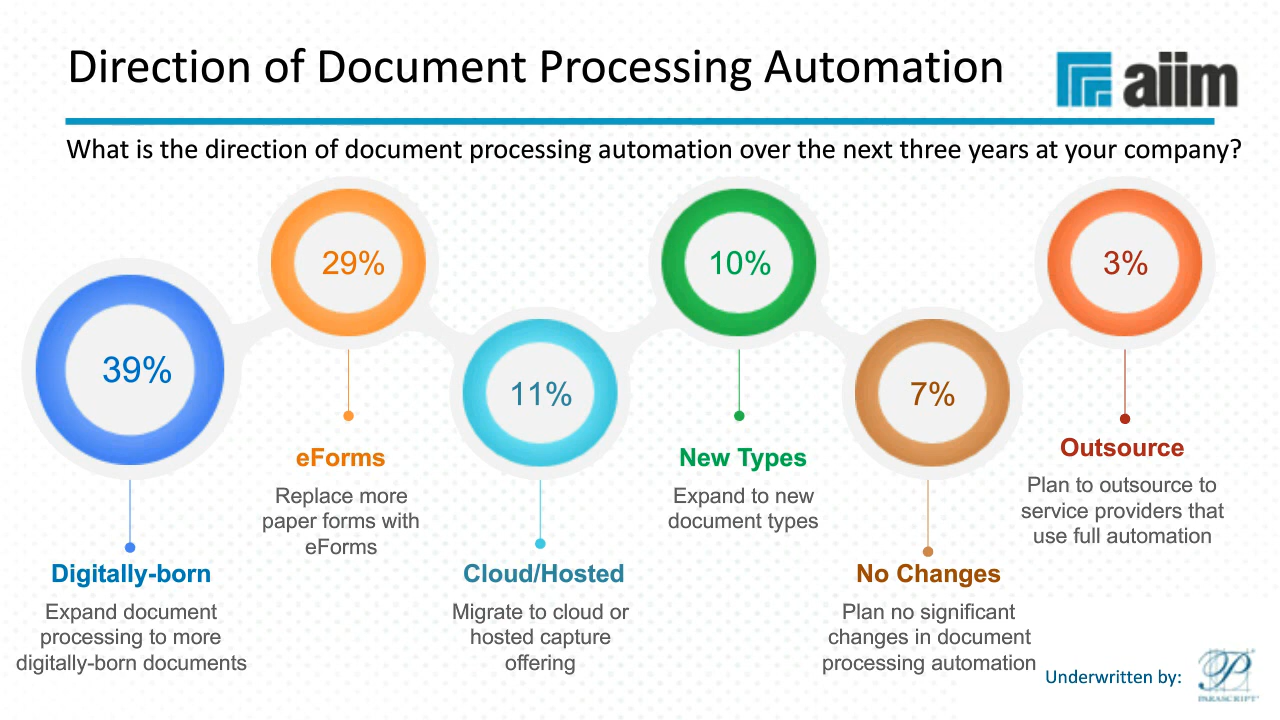 Direction of Document Processing Automation
aiim
What is the direction of document processing automation over the next three years at your company?
39%
Digitally-born
Expand document
processing to more
digitally-born documents
29%
eForms
Replace more
paper forms with
eForms
11%
Cloud/Hosted
Migrate to cloud or
hosted capture
offering
10%
New Types
Expand to new
document types
7%
No Changes
Plan no significant
changes in document
processing automation
3%
Outsource
Plan to outsource to
service providers that
use full automation
Underwritten by:
P
PARASCRIPT